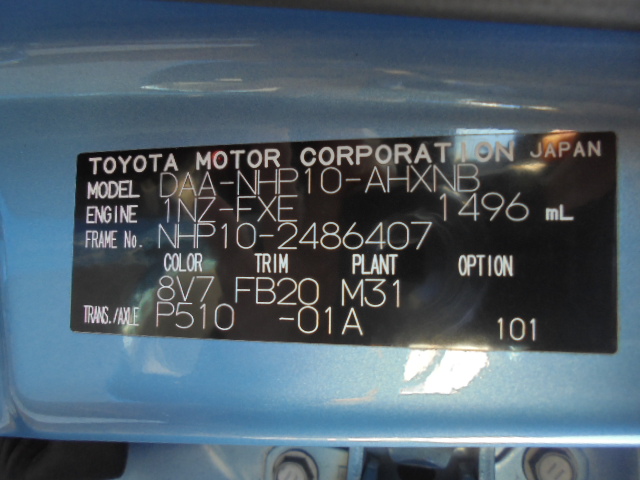 TOYOTA MOTOR CORPORATION JAPAN
MODEL DAA-NHP10-AHXNB
ENGINE 1NZ-FXE 1496 mL
FRAME No. NHP10-2486407
COLOR TRIM PLANT OPTION
8V7 FB20 M31
TRANS./AXLE P510 -01A 101